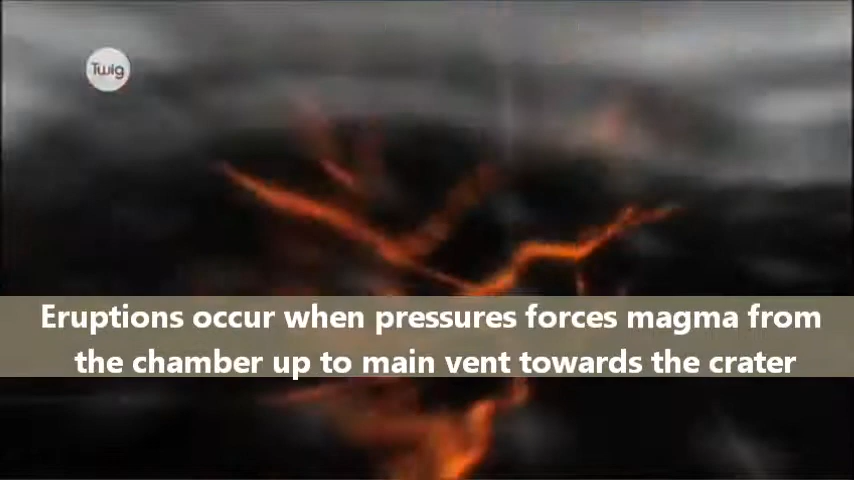 Twig
Eruptions occur when pressures forces magma from
the chamber up to main vent towards the crater